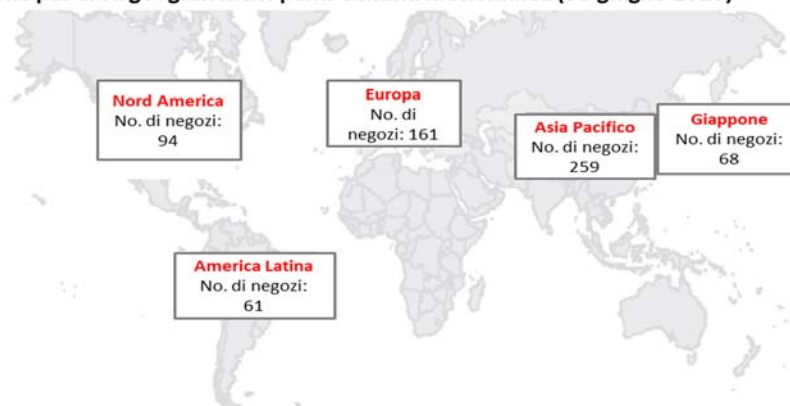 Nord America
No. di negozi:
94
Europa
No. di
negozi: 161
Asia Pacifico
No. di negozi:
259
Giappone
No. di negozi:
68
America Latina
No. di negozi:
61